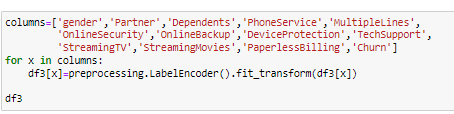 columns=['gender','Partner','Dependents','PhoneService','MultipleLines',
'OnlineSecurity','OnlineBackup','DeviceProtection','TechSupport',
'StreamingTV','StreamingMovies','PaperlessBilling','Churn']
for x in columns:
df3[x]=preprocessing.LabelEncoder().fit_transform(df3[x])
df3